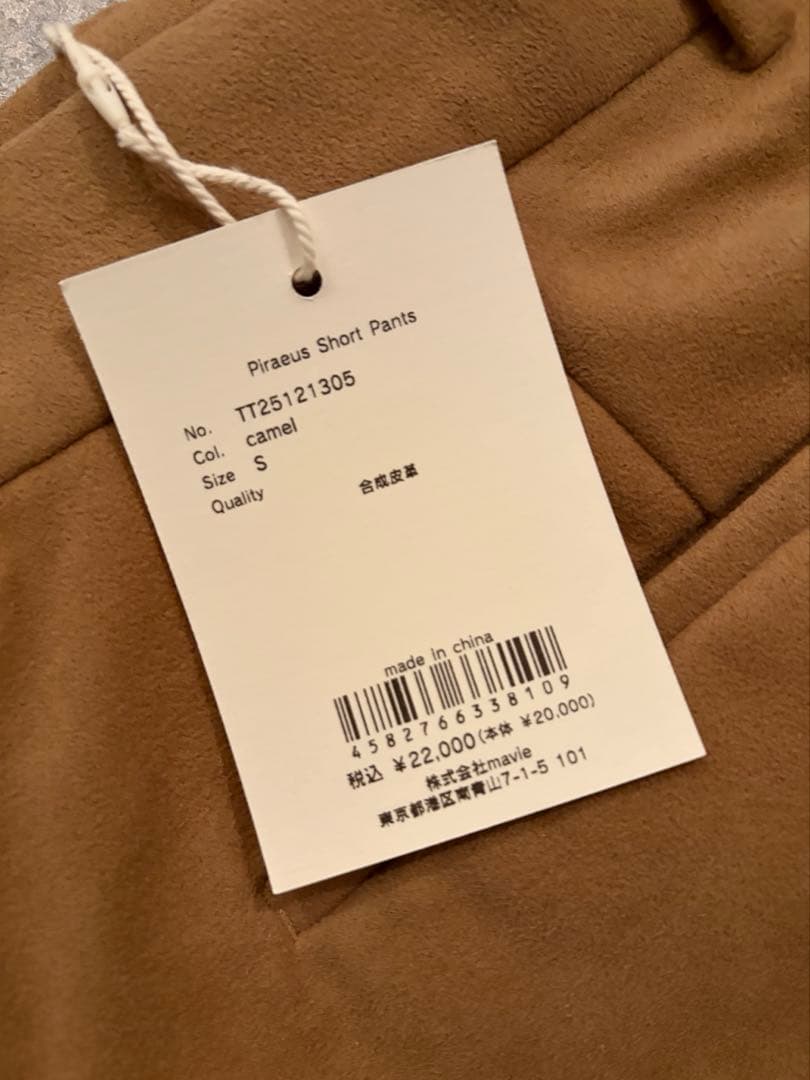 Piraeus Short Pants
No. TT25121305
Col. camel
Size S
Quality 合成皮革
made in china
4582766338109
税込 ¥22,000(本体 ¥20,000)
株式会社mavie
東京都港区南青山7-1-5 101